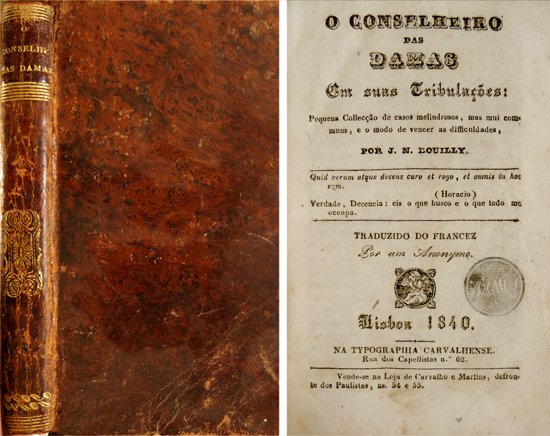 O
CONSELHº
DAS DAMAS
O CONSELHEIRO
DAS
DAMAS
Em suas Tribulações:
Pequena Collecção de casos melindrosos, mas mui com-
muns, e o modo de vencer as difficuldades,
POR J. N. BOUILLY.
Quid verum atque decens curo et rogo, et omnis in hoc
sum.
(Horacio)
Verdade, Decencia: eis o que busco e o que todo me
occupa.
TRADUZIDO DO FRANCEZ
Por um Anonymo.
Lisboa 1840.
NA TYPOGRAPHIA CARVALHENSE.
Rua dos Capellistas n.º 62.
Vende-se na Loja de Carvalho e Martins, defron-
te dos Paulistas, ns. 54 e 55.